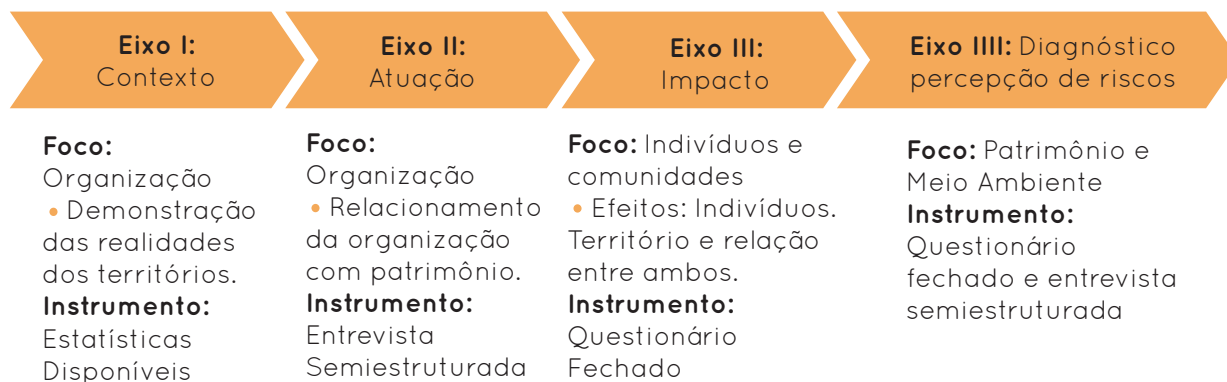 Eixo I:
Contexto
Foco:
Organização
• Demonstração
das realidades
dos territórios.
Instrumento:
Estatísticas
Disponíveis
Eixo II:
Atuação
Foco:
Organização
• Relacionamento
da organização
com patrimônio.
Instrumento:
Entrevista
Semiestruturada
Eixo III:
Impacto
Foco: Indivíduos e
comunidades
• Efeitos: Indivíduos.
Território e relação
entre ambos.
Instrumento:
Questionário
Fechado
Eixo IIII: Diagnóstico
percepção de riscos
Foco: Patrimônio e
Meio Ambiente
Instrumento:
Questionário
fechado e entrevista
semiestruturada